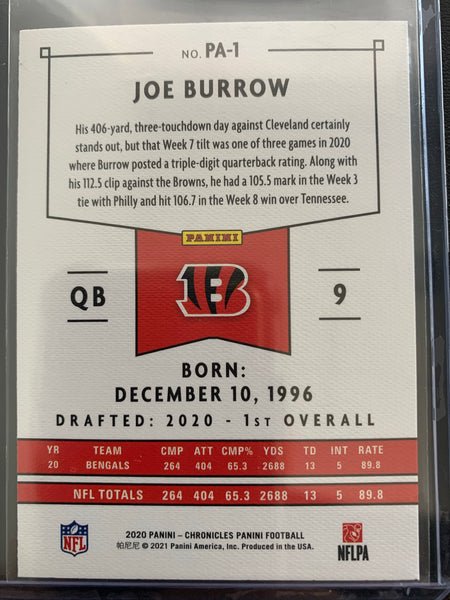 NO. PA-1
JOE BURROW
His 406-yard, three-touchdown day against Cleveland certainly
stands out, but that Week 7 tilt was one of three games in 2020
where Burrow posted a triple-digit quarterback rating. Along with
his 112.5 clip against the Browns, he had a 105.5 mark in the Week 3
tie with Philly and hit 106.7 in the Week 8 win over Tennessee.
PANINI
QB B 9
BORN:
DECEMBER 10, 1996
DRAFTED: 2020 - 1ST OVERALL
YR TEAM CMP ATT CMP% YDS TD INT RATE
20 BENGALS 264 404 65.3 2688 13 5 89.8
NFL TOTALS 264 404 65.3 2688 13 5 89.8
2020 PANINI – CHRONICLES PANINI FOOTBALL
帕尼尼 © 2021 Panini America, Inc. Produced in the USA.
NFL
NFLPA